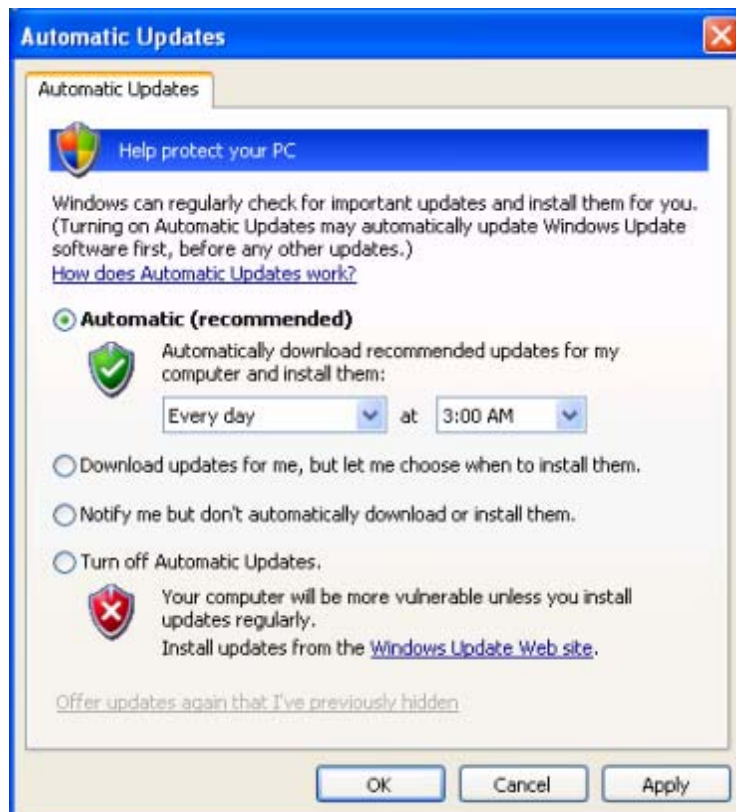 Automatic Updates
Automatic Updates
Help protect your PC
Windows can regularly check for important updates and install them for you.
(Turning on Automatic Updates may automatically update Windows Update
software first, before any other updates.)
How does Automatic Updates work?
Automatic (recommended)
Automatically download recommended updates for my
computer and install them:
Every day at 3:00 AM
Download updates for me, but let me choose when to install them.
Notify me but don't automatically download or install them.
Turn off Automatic Updates.
Your computer will be more vulnerable unless you install
updates regularly.
Install updates from the Windows Update Web site.
Offer updates again that I've previously hidden
OK Cancel Apply